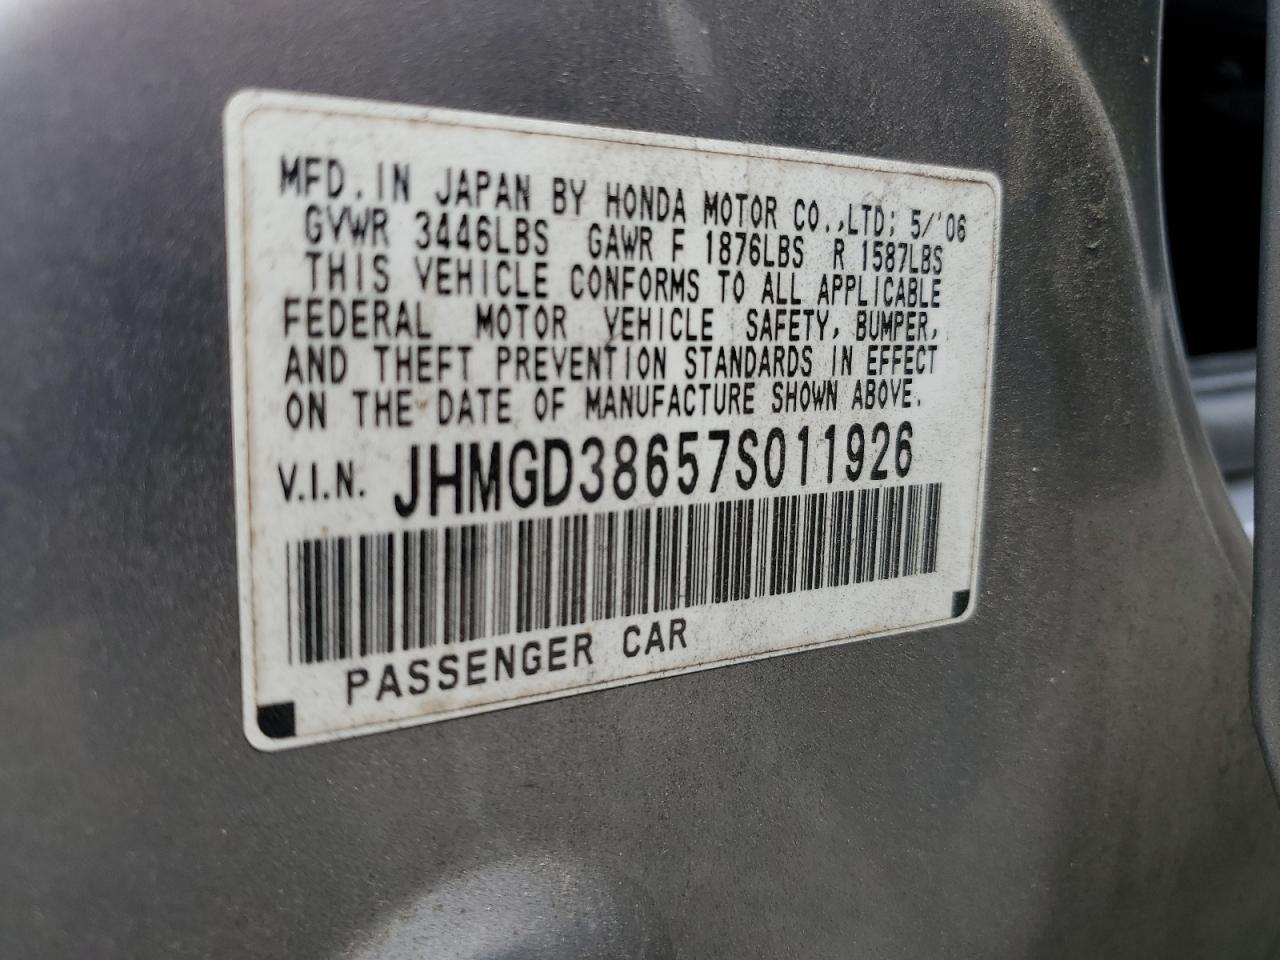 MFD. IN JAPAN BY HONDA MOTOR CO.,LTD; 5/'06
GVWR 3446LBS GAWR F 1876LBS R 1587LBS
THIS VEHICLE CONFORMS TO ALL APPLICABLE
FEDERAL MOTOR VEHICLE SAFETY, BUMPER,
AND THEFT PREVENTION STANDARDS IN EFFECT
ON THE DATE OF MANUFACTURE SHOWN ABOVE.
V.I.N. JHMGD38657S011926
PASSENGER CAR